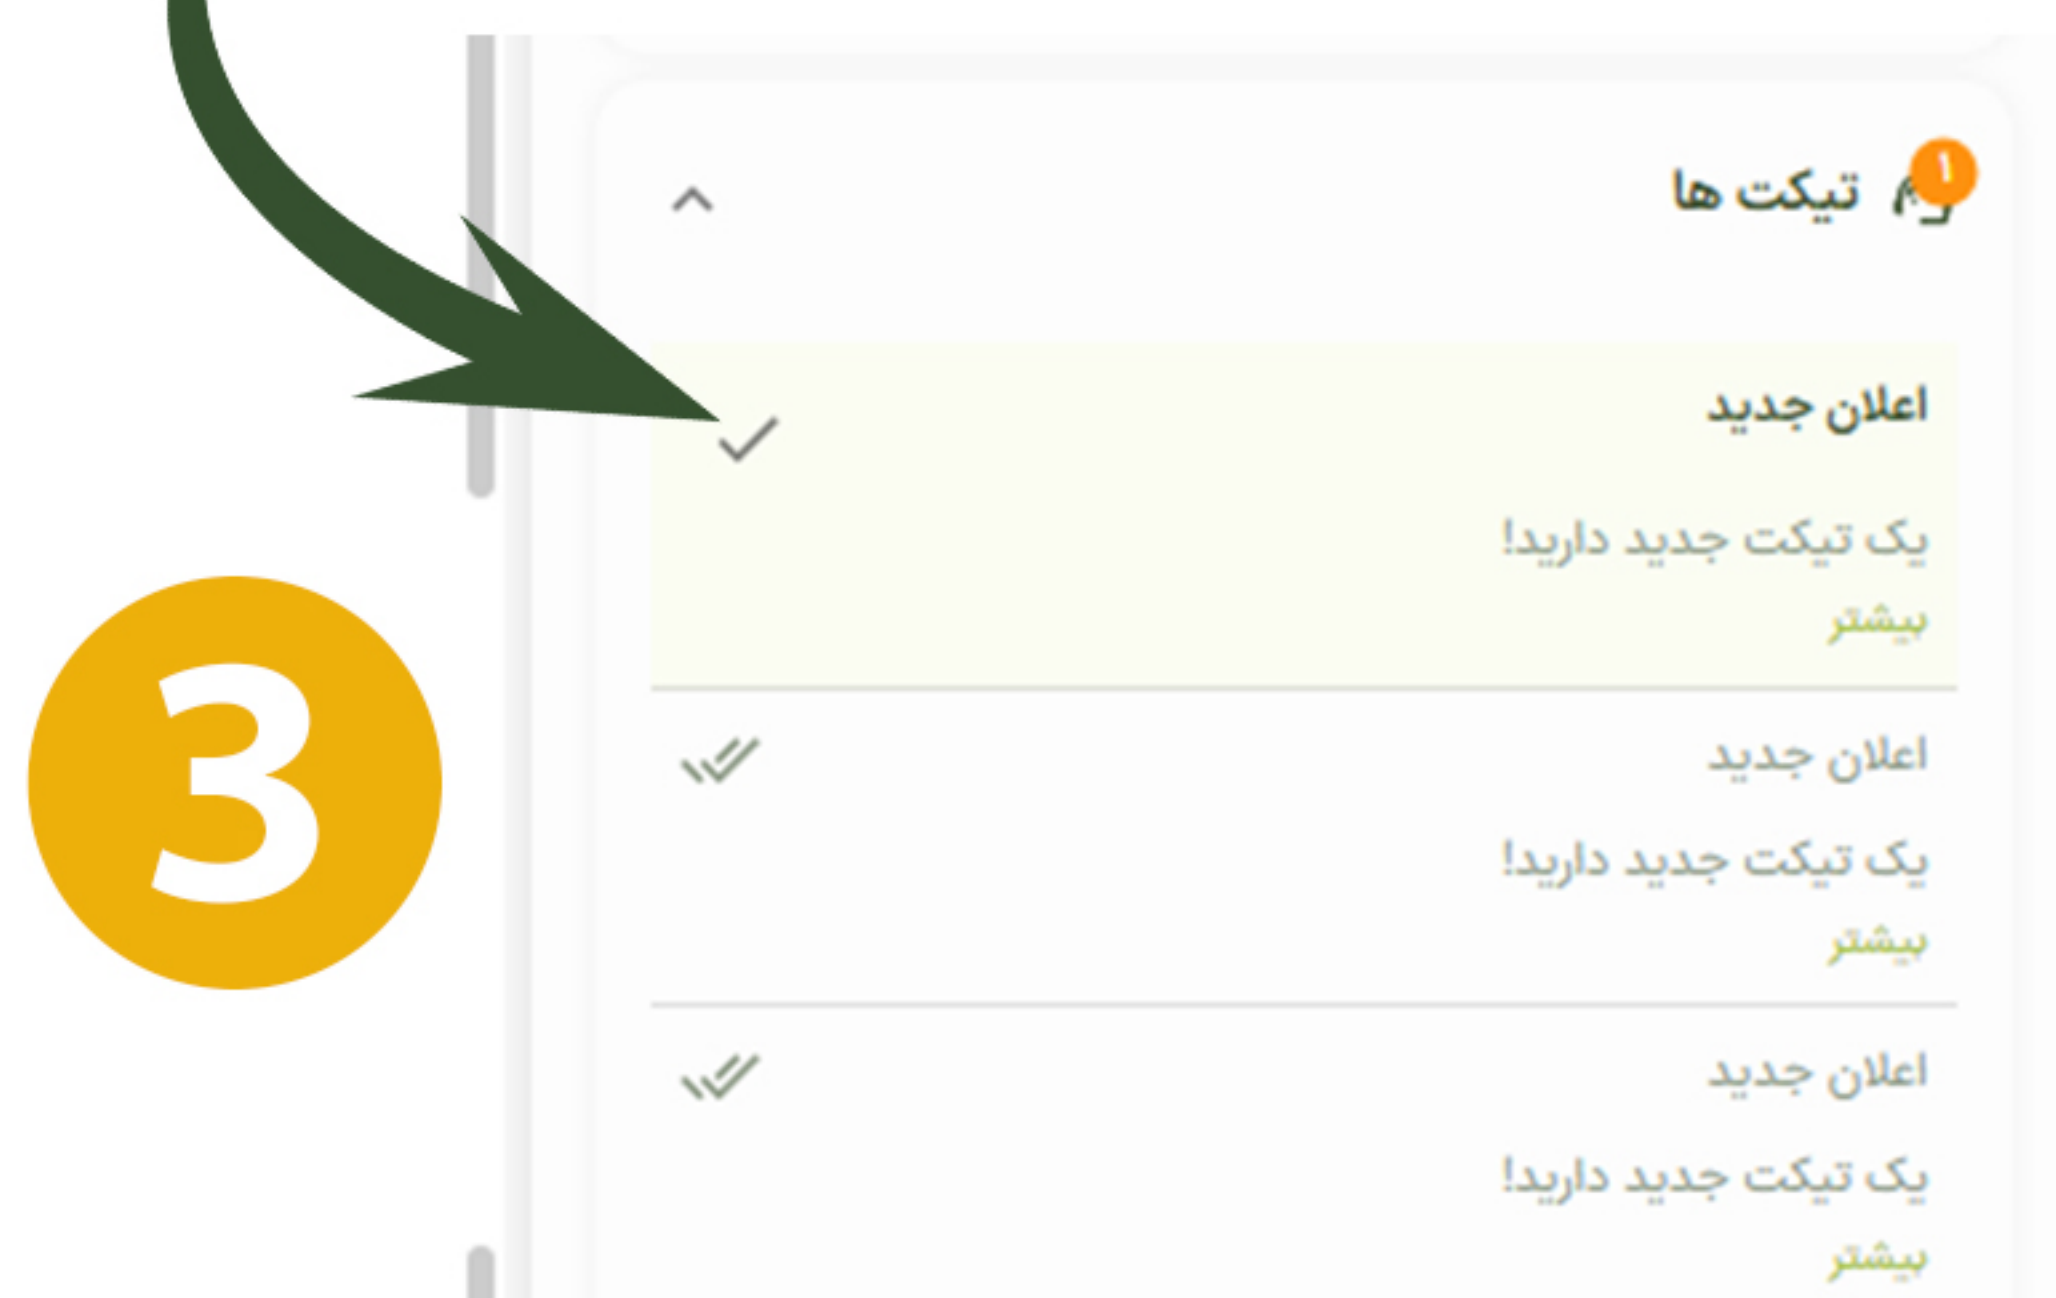 ۱
تیکت ها
اعلان جدید
یک تیکت جدید دارید!
بیشتر
3
اعلان جدید
یک تیکت جدید دارید!
بیشتر
اعلان جدید
یک تیکت جدید دارید!
بیشتر